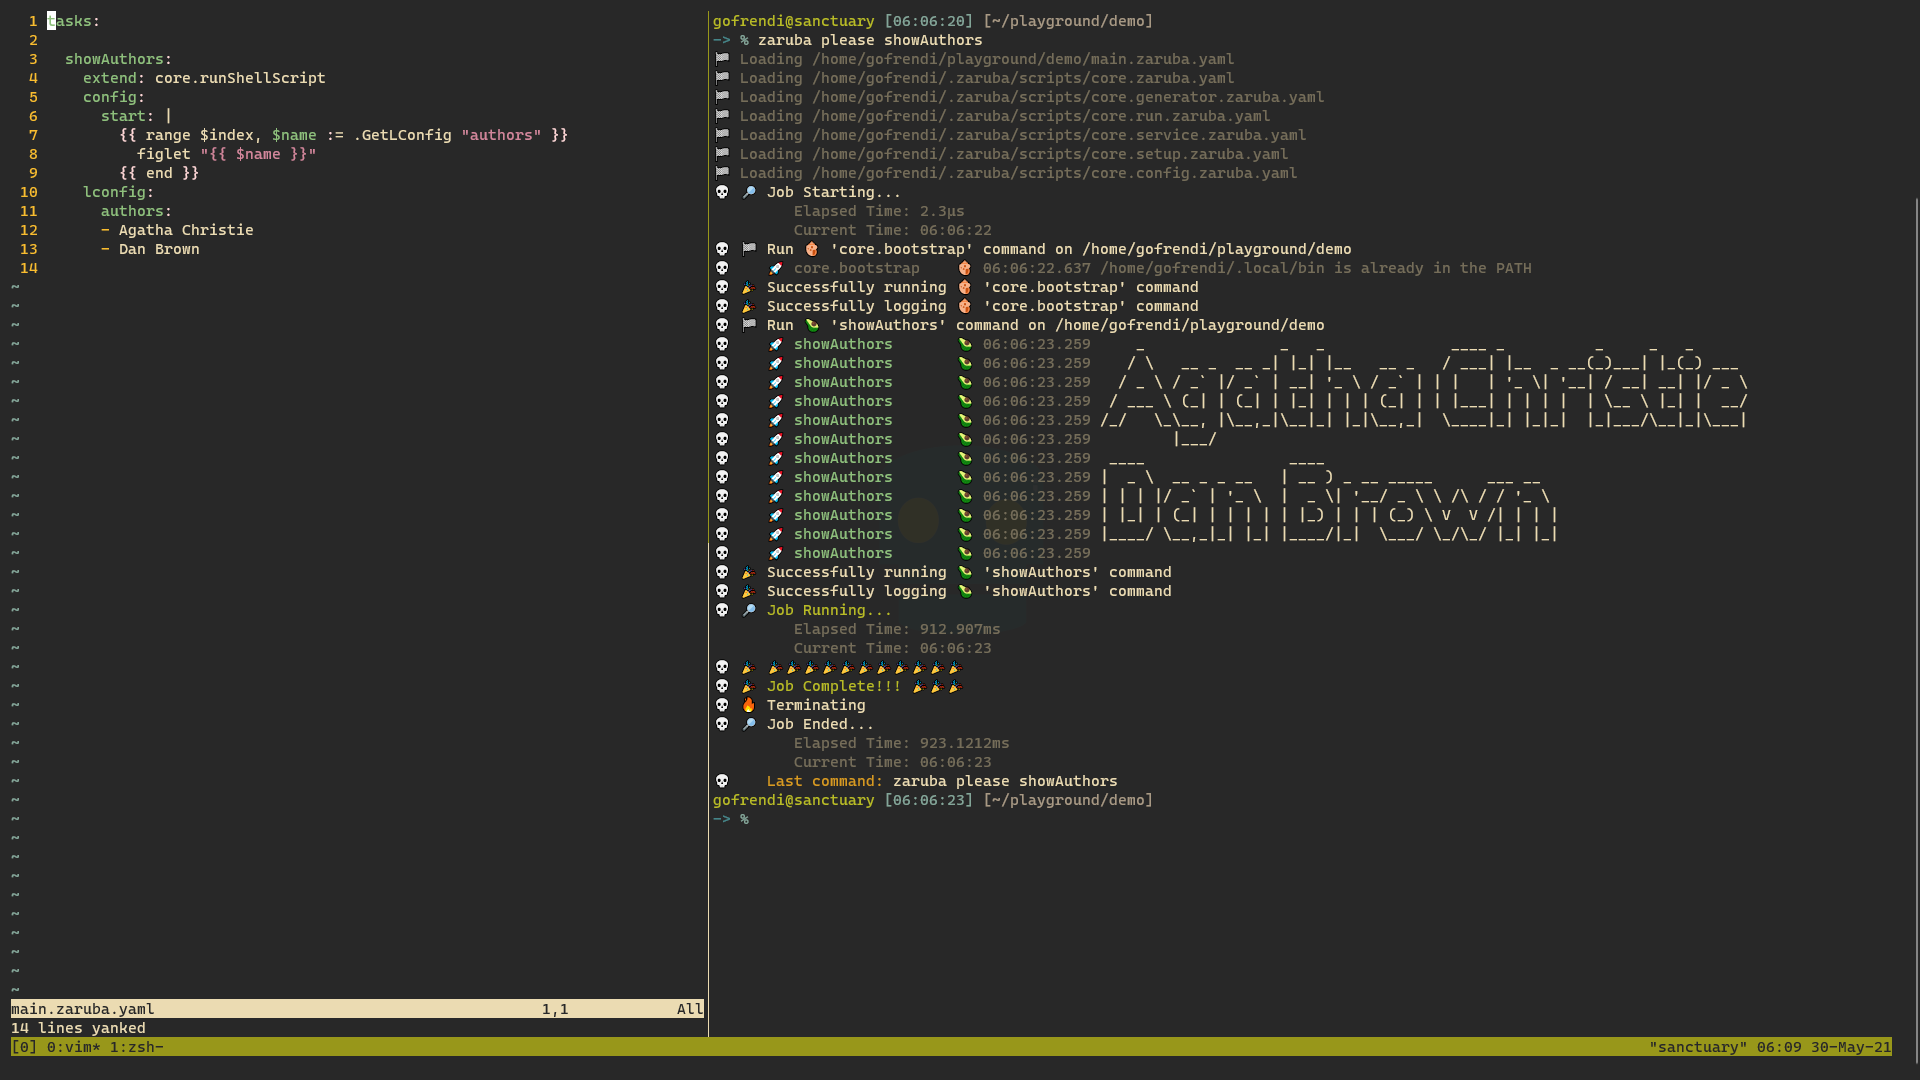 1 tasks:
2
3   showAuthors:
4     extend: core.runShellScript
5     config:
6       start: |
7         {{ range $index, $name := .GetLConfig "authors" }}
8           figlet "{{ $name }}"
9         {{ end }}
10     lconfig:
11       authors:
12       - Agatha Christie
13       - Dan Brown
14
main.zaruba.yaml 1,1 All
14 lines yanked
gofrendi@sanctuary [06:06:20] [~/playground/demo]
-> % zaruba please showAuthors
🏁 Loading /home/gofrendi/playground/demo/main.zaruba.yaml
🏁 Loading /home/gofrendi/.zaruba/scripts/core.zaruba.yaml
🏁 Loading /home/gofrendi/.zaruba/scripts/core.generator.zaruba.yaml
🏁 Loading /home/gofrendi/.zaruba/scripts/core.run.zaruba.yaml
🏁 Loading /home/gofrendi/.zaruba/scripts/core.service.zaruba.yaml
🏁 Loading /home/gofrendi/.zaruba/scripts/core.setup.zaruba.yaml
🏁 Loading /home/gofrendi/.zaruba/scripts/core.config.zaruba.yaml
💀 🔎 Job Starting...
Elapsed Time: 2.3µs
Current Time: 06:06:22
💀 🏁 Run 'core.bootstrap' command on /home/gofrendi/playground/demo
💀 🚀 core.bootstrap 06:06:22.637 /home/gofrendi/.local/bin is already in the PATH
💀 🎉 Successfully running 'core.bootstrap' command
💀 🎉 Successfully logging 'core.bootstrap' command
💀 🏁 Run 🥑 'showAuthors' command on /home/gofrendi/playground/demo
💀 🚀 showAuthors 🥑 06:06:23.259
💀 🚀 showAuthors 🥑 06:06:23.259
💀 🚀 showAuthors 🥑 06:06:23.259 Agatha Christie
💀 🚀 showAuthors 🥑 06:06:23.259
💀 🚀 showAuthors 🥑 06:06:23.259
💀 🚀 showAuthors 🥑 06:06:23.259
💀 🚀 showAuthors 🥑 06:06:23.259
💀 🚀 showAuthors 🥑 06:06:23.259
💀 🚀 showAuthors 🥑 06:06:23.259 Dan Brown
💀 🚀 showAuthors 🥑 06:06:23.259
💀 🚀 showAuthors 🥑 06:06:23.259
💀 🚀 showAuthors 🥑 06:06:23.259
💀 🎉 Successfully running 🥑 'showAuthors' command
💀 🎉 Successfully logging 🥑 'showAuthors' command
💀 🔎 Job Running...
Elapsed Time: 912.907ms
Current Time: 06:06:23
💀 🎉 🎉🎉🎉🎉🎉🎉🎉🎉🎉🎉🎉
💀 🎉 Job Complete!!! 🎉🎉🎉
💀 🔥 Terminating
💀 🔎 Job Ended...
Elapsed Time: 923.1212ms
Current Time: 06:06:23
💀 Last command: zaruba please showAuthors
gofrendi@sanctuary [06:06:23] [~/playground/demo]
-> %
[0] 0:vim* 1:zsh- "sanctuary" 06:09 30-May-21